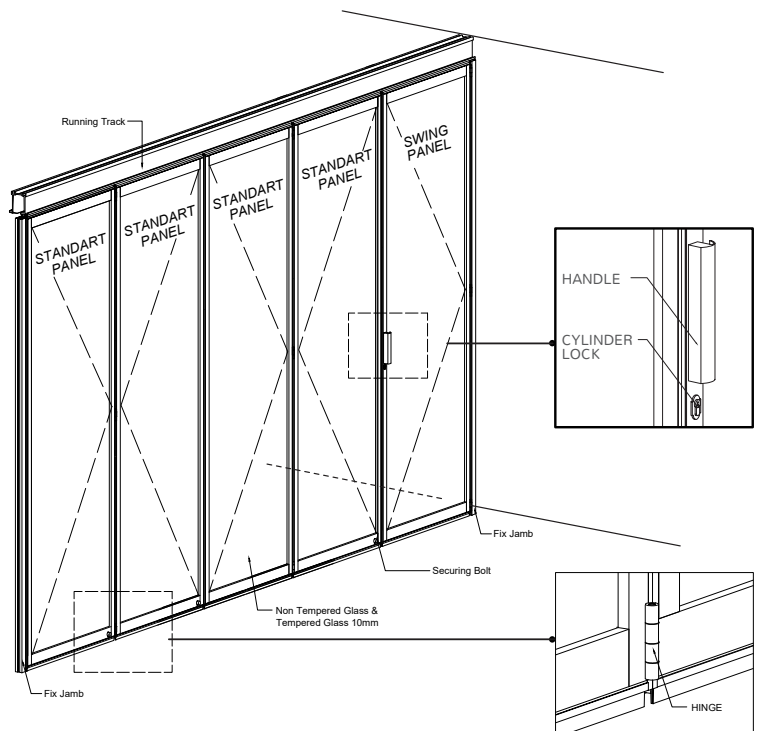 Running Track
STANDART
PANEL
STANDART
PANEL
STANDART
PANEL
STANDART
PANEL
SWING
PANEL
HANDLE
CYLINDER
LOCK
Fix Jamb
Securing Bolt
Non Tempered Glass &
Tempered Glass 10mm
Fix Jamb
HINGE